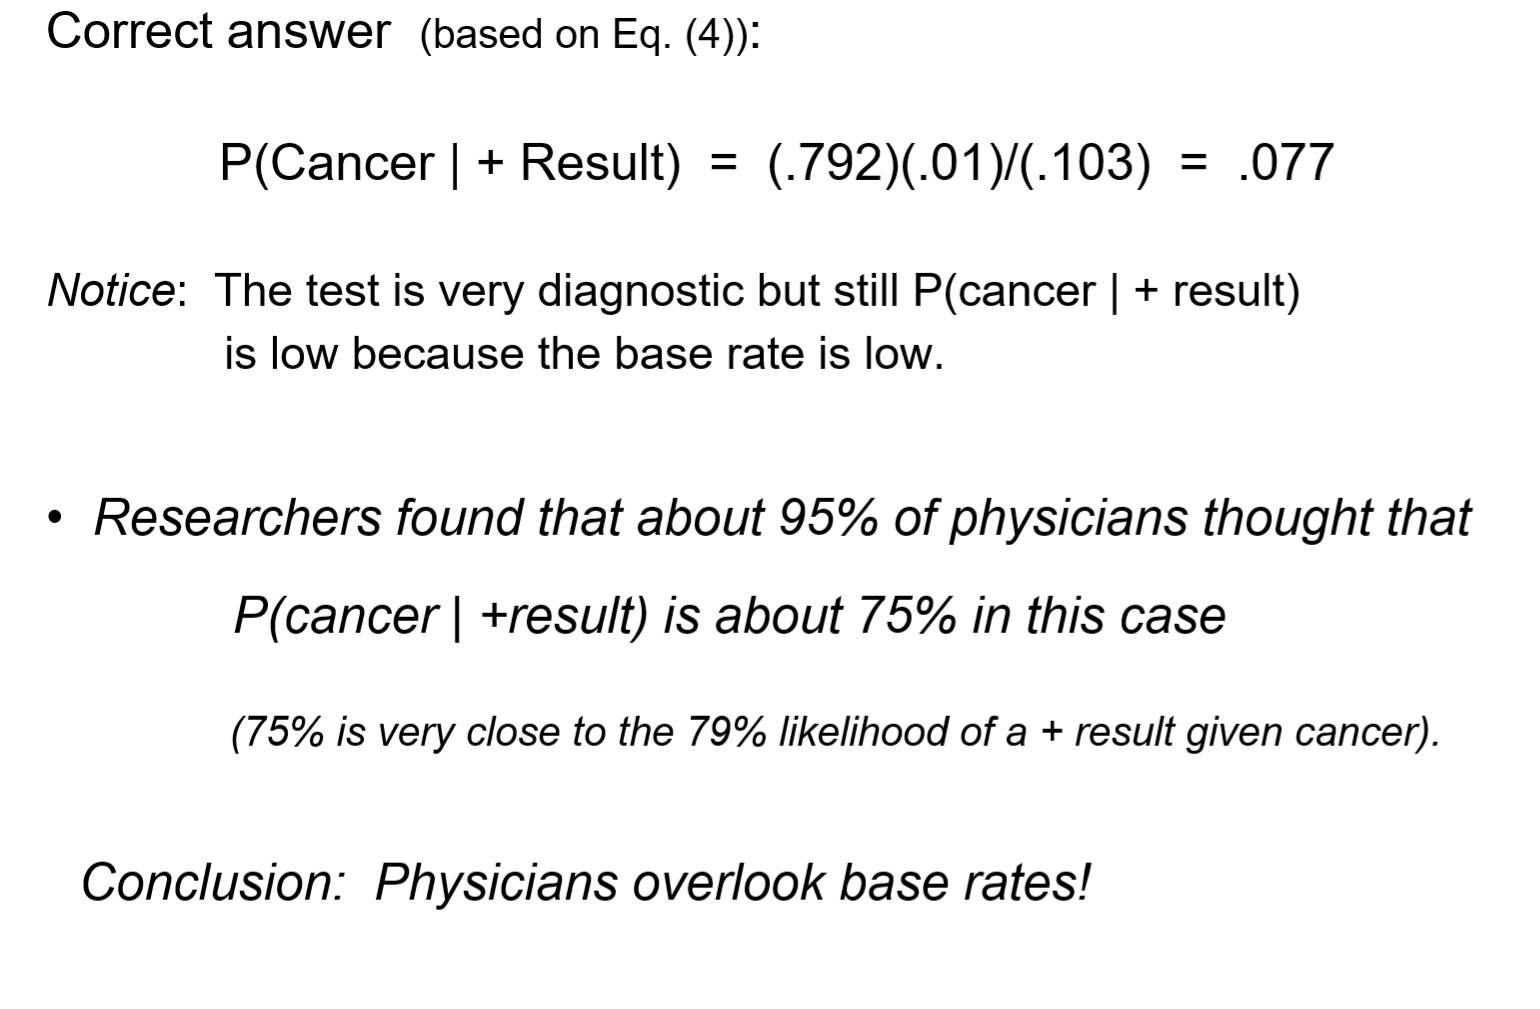 Correct answer (based on Eq. (4)):
P(Cancer | + Result) = (.792)(.01)/(.103) = .077
Notice: The test is very diagnostic but still P(cancer | + result)
is low because the base rate is low.
• Researchers found that about 95% of physicians thought that
P(cancer | +result) is about 75% in this case
(75% is very close to the 79% likelihood of a + result given cancer).
Conclusion: Physicians overlook base rates!